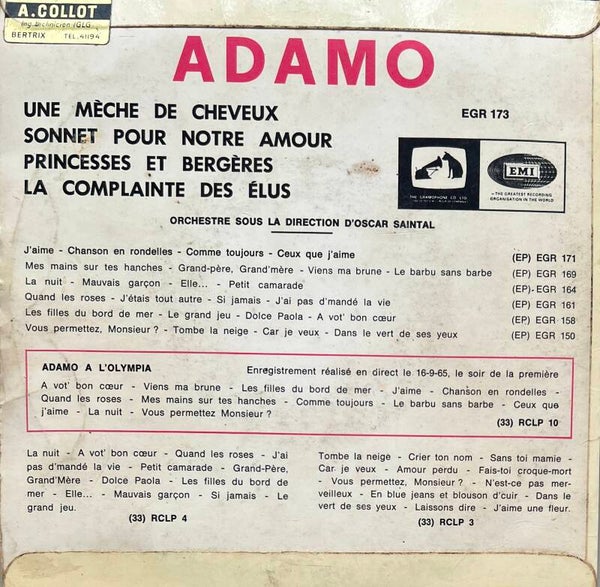 A. COLLOT
Ing. technicien IGLG
BERTRIX TEL. 41194
ADAMO
UNE MÈCHE DE CHEVEUX
SONNET POUR NOTRE AMOUR
PRINCESSES ET BERGÈRES
LA COMPLAINTE DES ÉLUS
EGR 173
THE GRAMOPHONE CO LTD.
EMI
THE GREATEST RECORDING
ORGANISATION IN THE WORLD
ORCHESTRE SOUS LA DIRECTION D'OSCAR SAINTAL
J'aime - Chanson en rondelles - Comme toujours - Ceux que j'aime (EP) EGR 171
Mes mains sur tes hanches - Grand-père, Grand'mère - Viens ma brune - Le barbu sans barbe (EP) EGR 169
La nuit - Mauvais garçon - Elle... - Petit camarade (EP) EGR 164
Quand les roses - J'étais tout autre - Si jamais - J'ai pas d'mandé la vie (EP) EGR 161
Les filles du bord de mer - Le grand jeu - Dolce Paola - A vot' bon cœur (EP) EGR 158
Vous permettez, Monsieur ? - Tombe la neige - Car je veux - Dans le vert de ses yeux (EP) EGR 150
ADAMO A L'OLYMPIA Enregistrement réalisé en direct le 16-9-65, le soir de la première
A vot' bon cœur - Viens ma brune - Les filles du bord de mer - J'aime - Chanson en rondelles -
Quand les roses - Mes mains sur tes hanches - Comme toujours - Le barbu sans barbe - Ceux que
j'aime - La nuit - Vous permettez Monsieur ?
(33) RCLP 10
La nuit - A vot' bon cœur - Quand les roses - J'ai
pas d'mandé la vie - Petit camarade - Grand-Père,
Grand'Mère - Dolce Paola - Les filles du bord de
mer - Elle... - Mauvais garçon - Si jamais - Le
grand jeu.
(33) RCLP 4
Tombe la neige - Crier ton nom - Sans toi mamie -
Car je veux - Amour perdu - Fais-toi croque-mort
- Vous permettez, Monsieur ? - N'est-ce pas mer-
veilleux - En blue jeans et blouson d'cuir - Dans le
vert de ses yeux - Laissons dire - J'aime une fleur.
(33) RCLP 3